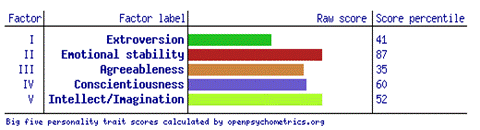 Factor Factor label Raw score Score percentile
I Extroversion 41
II Emotional stability 87
III Agreeableness 35
IV Conscientiousness 60
V Intellect/Imagination 52
Big five personality trait scores calculated by openpsychometrics.org